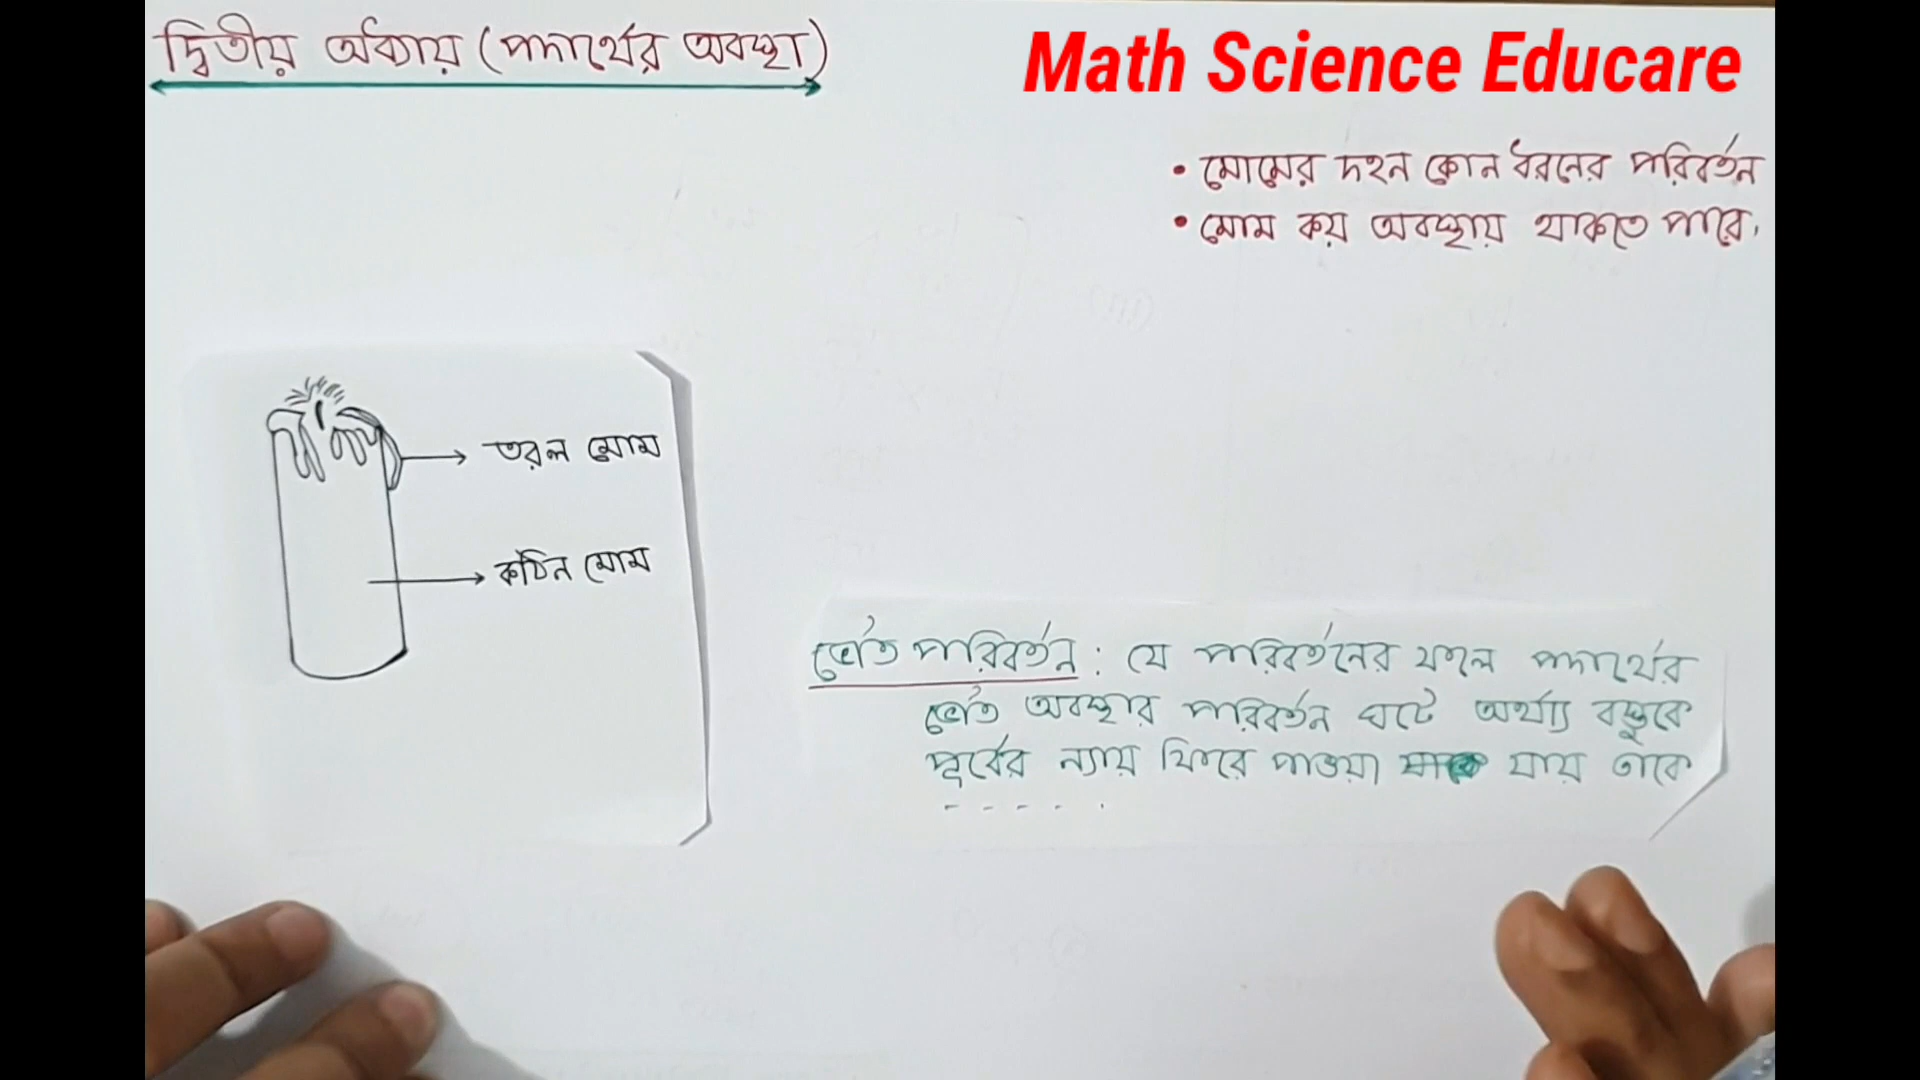 দ্বিতীয় অধ্যায় (পদার্থের অবস্থা)
Math Science Educare
• মোমের দহন কোন ধরনের পরিবর্তন
• মোম কয় অবস্থায় থাকতে পারে।
তরল মোম
কঠিন মোম
ভৌত পরিবর্তন : যে পরিবর্তনের ফলে পদার্থের
ভৌত অবস্থার পরিবর্তন ঘটে অর্থাৎ বস্তুকে
পূর্বের ন্যায় ফিরে পাওয়া যায় তাকে
- - - - - .